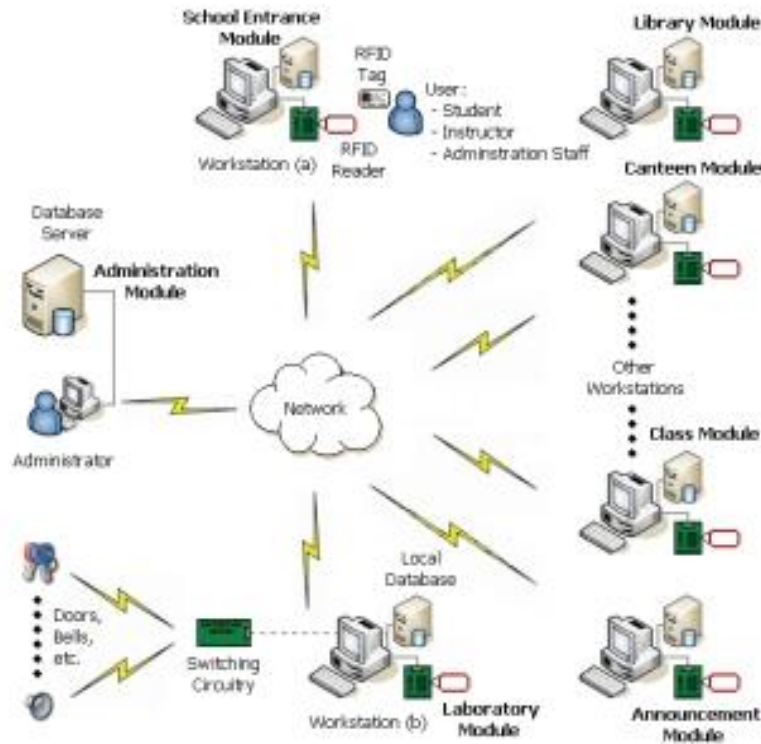 School Entrance
Module
RFID
Tag
User:
- Student
- Instructor
- Adminstration Staff
RFID
Reader
Workstation (a)
Library Module
Canteen Module
Database
Server
Administration
Module
Administrator
Network
Other
Workstations
Class Module
Doors,
Bells,
etc.
Switching
Circuitry
Local
Database
Workstation (b)
Laboratory
Module
Announcement
Module